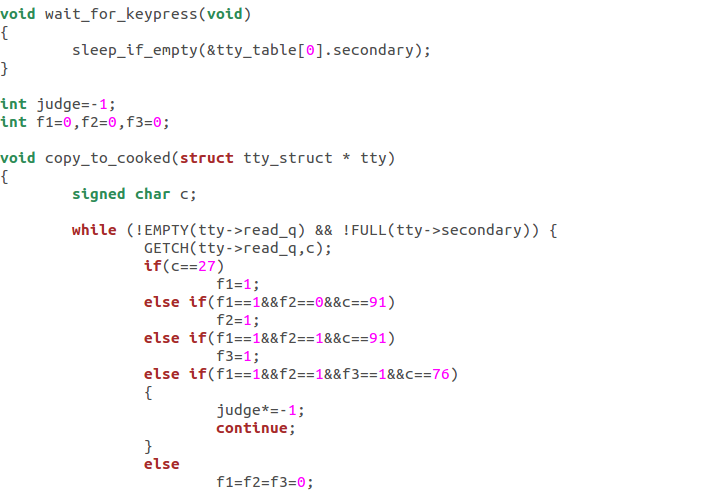 void wait_for_keypress(void)
{
        sleep_if_empty(&tty_table[0].secondary);
}

int judge=-1;
int f1=0,f2=0,f3=0;

void copy_to_cooked(struct tty_struct * tty)
{
        signed char c;

        while (!EMPTY(tty->read_q) && !FULL(tty->secondary)) {
                GETCH(tty->read_q,c);
                if(c==27)
                        f1=1;
                else if(f1==1&&f2==0&&c==91)
                        f2=1;
                else if(f1==1&&f2==1&&c==91)
                        f3=1;
                else if(f1==1&&f2==1&&f3==1&&c==76)
                {
                        judge*=-1;
                        continue;
                }
                else
                        f1=f2=f3=0;